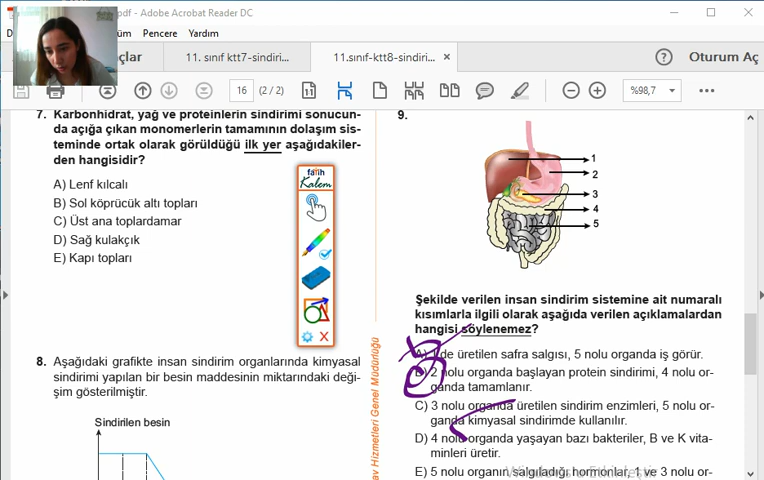 .pdf - Adobe Acrobat Reader DC
Pencere Yardım
11. sınıf ktt7-sindiri...
11.sınıf-ktt8-sindiri... ×
Oturum Aç
16 (2 / 2)
%98,7
7. Karbonhidrat, yağ ve proteinlerin sindirimi sonucun-
da açığa çıkan monomerlerin tamamının dolaşım sis-
teminde ortak olarak görüldüğü ilk yer aşağıdakiler-
den hangisidir?
A) Lenf kılcalı
B) Sol köprücük altı topları
C) Üst ana toplardamar
D) Sağ kulakçık
E) Kapı topları
fatih
Kalem
8. Aşağıdaki grafikte insan sindirim organlarında kimyasal
sindirimi yapılan bir besin maddesinin miktarındaki deği-
şim gösterilmiştir.
Sindirilen besin
av Hizmetleri Genel Müdürlüğü
9.
1
2
3
4
5
Şekilde verilen insan sindirim sistemine ait numaralı
kısımlarla ilgili olarak aşağıda verilen açıklamalardan
hangisi söylenemez?
A) 1 de üretilen safra salgısı, 5 nolu organda iş görür.
B) 2 nolu organda başlayan protein sindirimi, 4 nolu or-
ganda tamamlanır.
C) 3 nolu organda üretilen sindirim enzimleri, 5 nolu or-
ganda kimyasal sindirimde kullanılır.
D) 4 nolu organda yaşayan bazı bakteriler, B ve K vita-
minleri üretir.
E) 5 nolu organın salgıladığı hormonlar, 1 ve 3 nolu or-